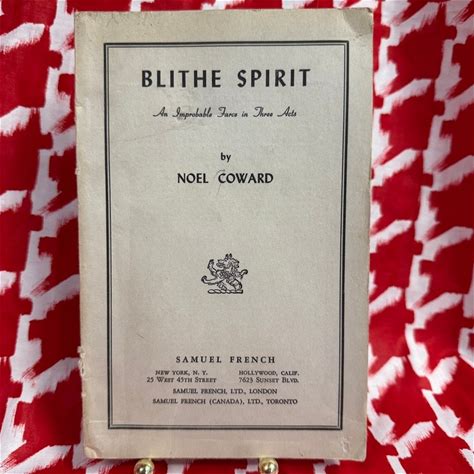 BLITHE SPIRIT
An Improbable Farce in Three Acts
by
NOEL COWARD
SAMUEL FRENCH
NEW YORK, N. Y. HOLLYWOOD, CALIF.
25 WEST 45TH STREET 7623 SUNSET BLVD.
SAMUEL FRENCH, LTD., LONDON
SAMUEL FRENCH (CANADA), LTD., TORONTO